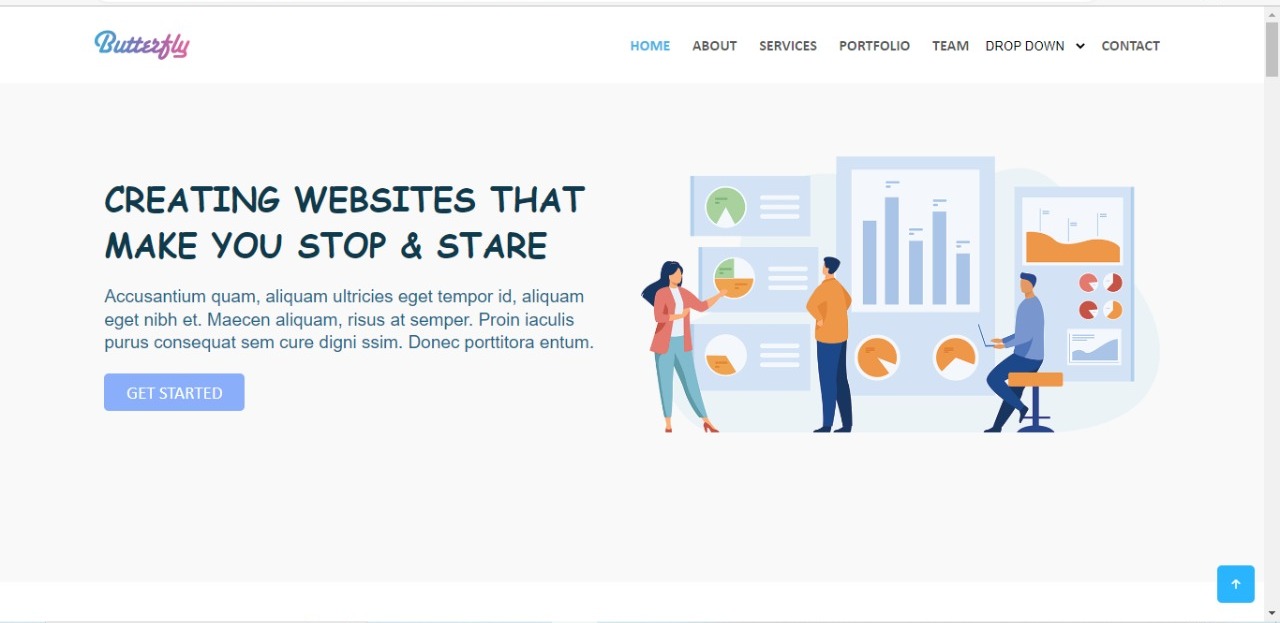 Butterfly
HOME ABOUT SERVICES PORTFOLIO TEAM DROP DOWN CONTACT
CREATING WEBSITES THAT
MAKE YOU STOP & STARE
Accusantium quam, aliquam ultricies eget tempor id, aliquam
eget nibh et. Maecen aliquam, risus at semper. Proin iaculis
purus consequat sem cure digni ssim. Donec porttitora entum.
GET STARTED